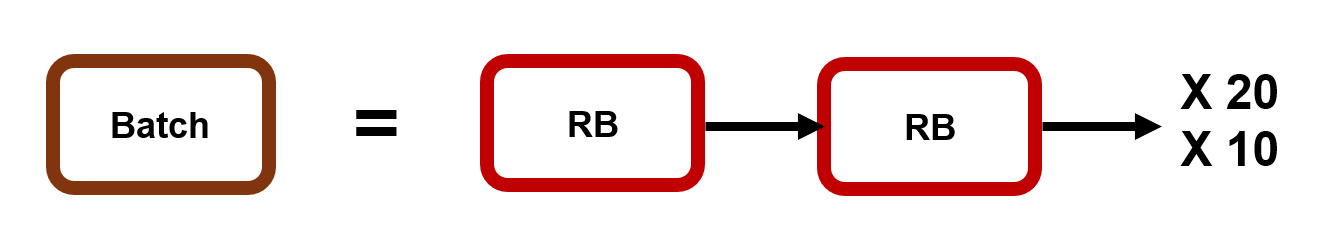 Batch = RB RB X 20
X 10